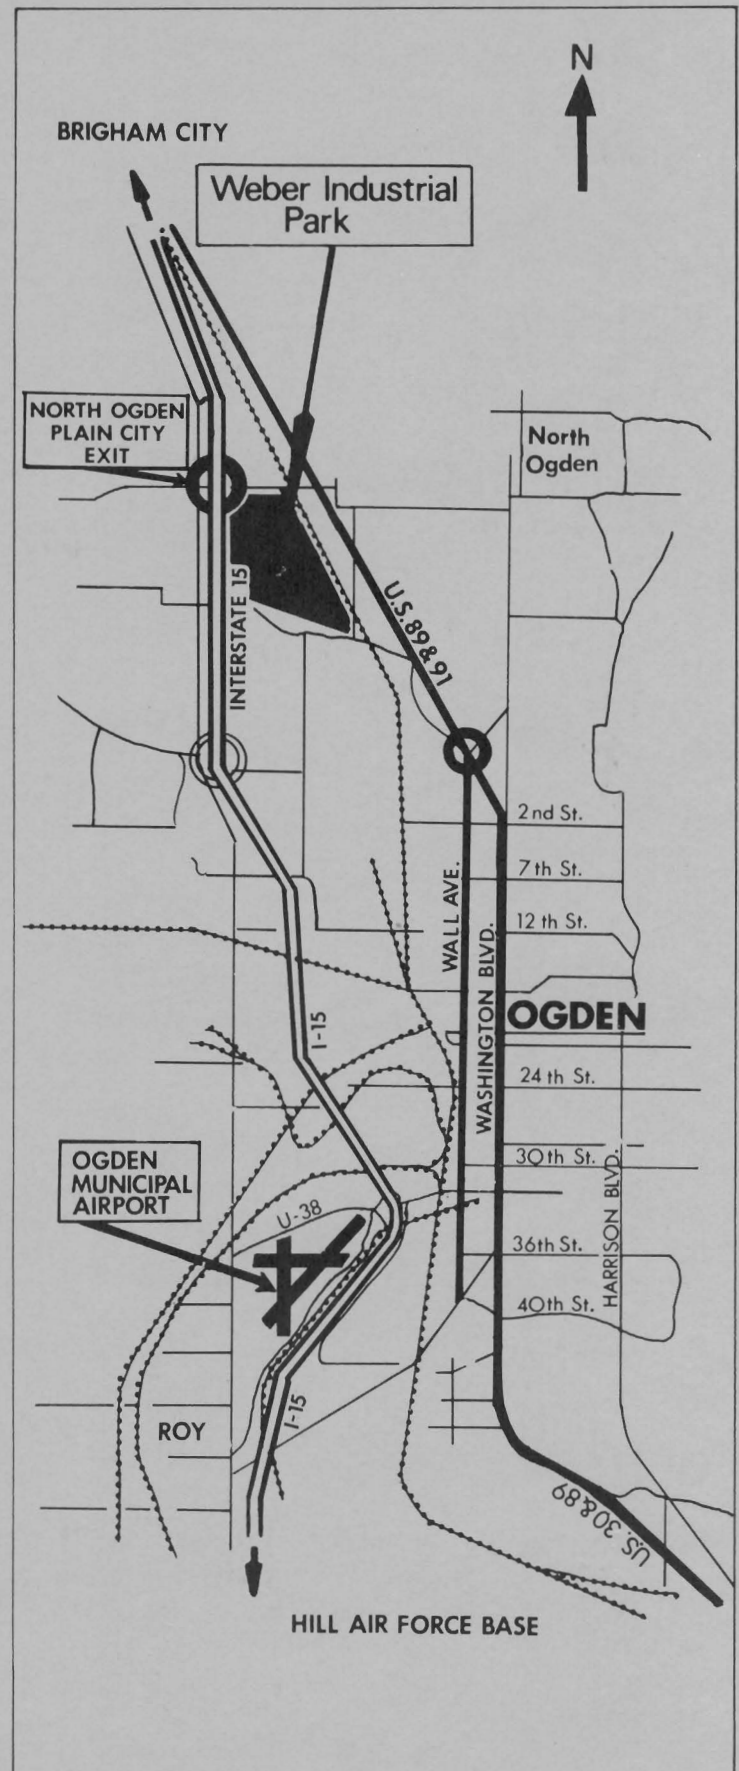 N
BRIGHAM CITY
Weber Industrial
Park
NORTH OGDEN
PLAIN CITY
EXIT
North
Ogden
INTERSTATE 15
U.S. 89 & 91
2nd St.
7th St.
WALL AVE.
12th St.
WASHINGTON BLVD.
OGDEN
I-15
24th St.
30th St.
HARRISON BLVD.
OGDEN
MUNICIPAL
AIRPORT
U-38
36th St.
40th St.
I-15
ROY
U.S. 30 & 89
HILL AIR FORCE BASE